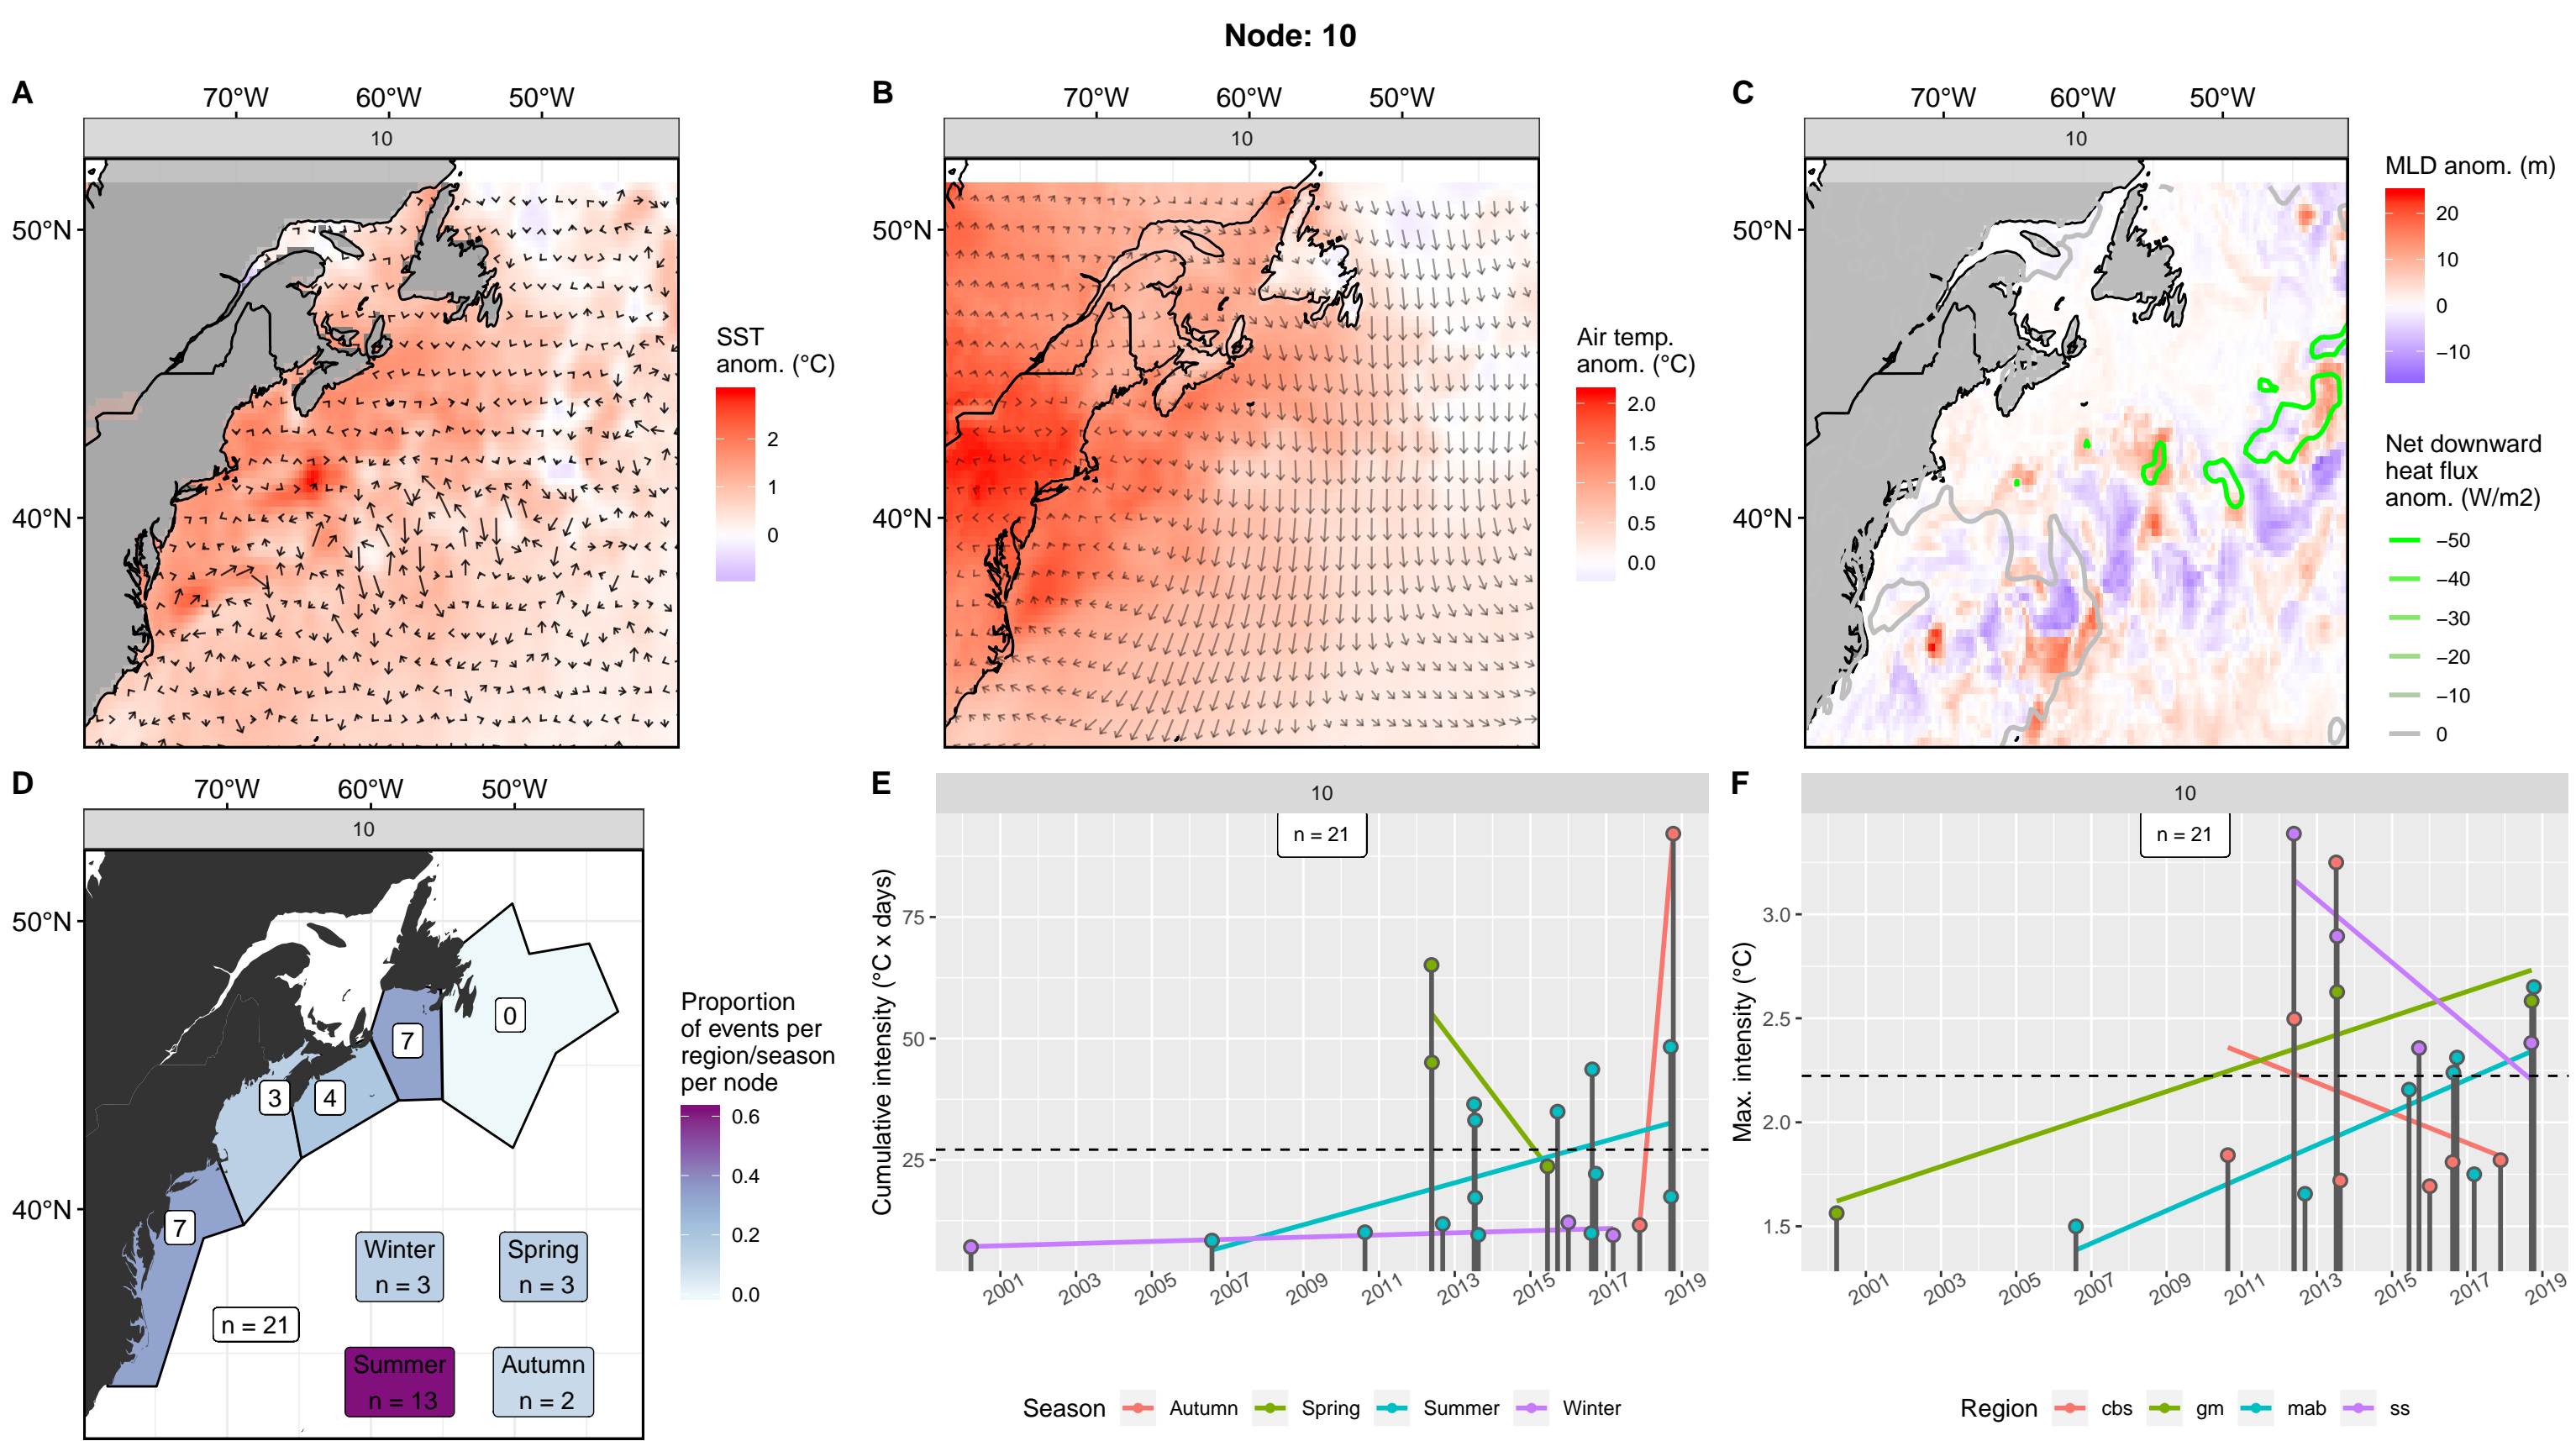 Node: 10
A
70°W 60°W 50°W
10
50°N
40°N
SST
anom. (°C)
2
1
0
B
70°W 60°W 50°W
10
50°N
40°N
Air temp.
anom. (°C)
2.0
1.5
1.0
0.5
0.0
C
70°W 60°W 50°W
10
50°N
40°N
MLD anom. (m)
20
10
0
−10
Net downward
heat flux
anom. (W/m2)
−50
−40
−30
−20
−10
0
D
70°W 60°W 50°W
10
50°N
40°N
7
0
3
4
7
n = 21
Winter
n = 3
Spring
n = 3
Summer
n = 13
Autumn
n = 2
Proportion
of events per
region/season
per node
0.6
0.4
0.2
0.0
E
10
n = 21
Cumulative intensity (°C x days)
75
50
25
2001 2003 2005 2007 2009 2011 2013 2015 2017 2019
Season Autumn Spring Summer Winter
F
10
n = 21
Max. intensity (°C)
3.0
2.5
2.0
1.5
2001 2003 2005 2007 2009 2011 2013 2015 2017 2019
Region cbs gm mab ss